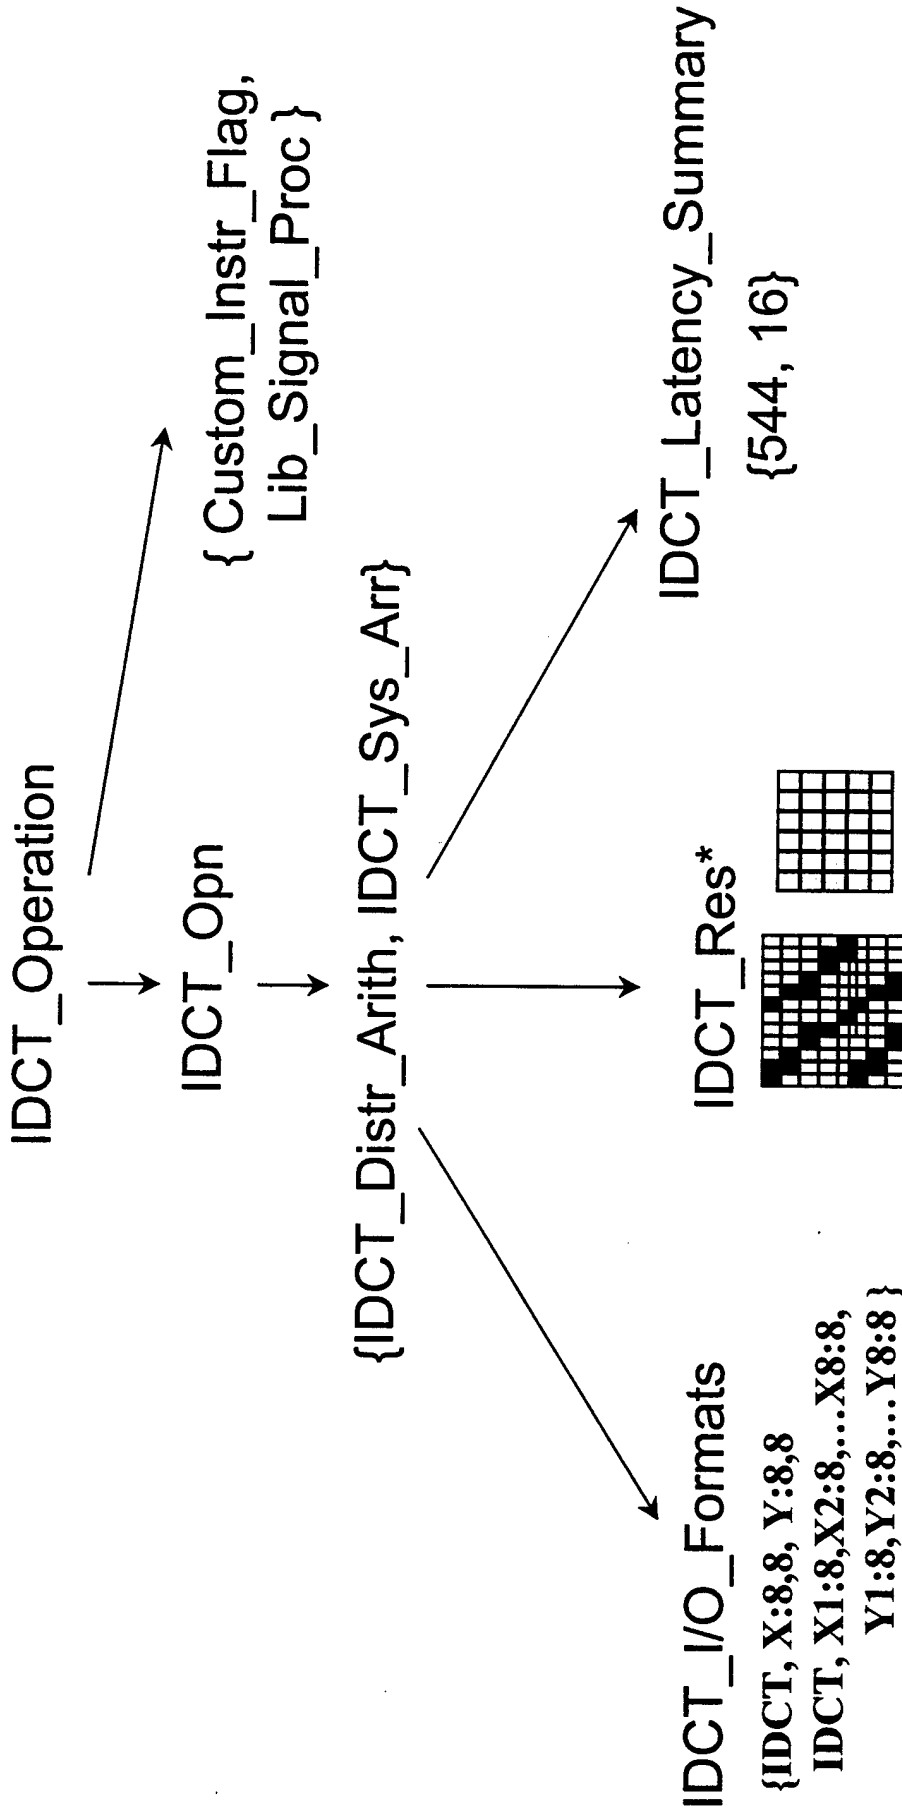 IDCT_Operation
{ Custom_Instr_Flag,
Lib_Signal_Proc }
IDCT_Opn
{IDCT_Distr_Arith, IDCT_Sys_Arr}
IDCT_I/O_Formats
{IDCT, X:8,8, Y:8,8
IDCT, X1:8,X2:8,...X8:8,
Y1:8,Y2:8,... Y8:8 }
IDCT_Res*
IDCT_Latency_Summary
{544, 16}